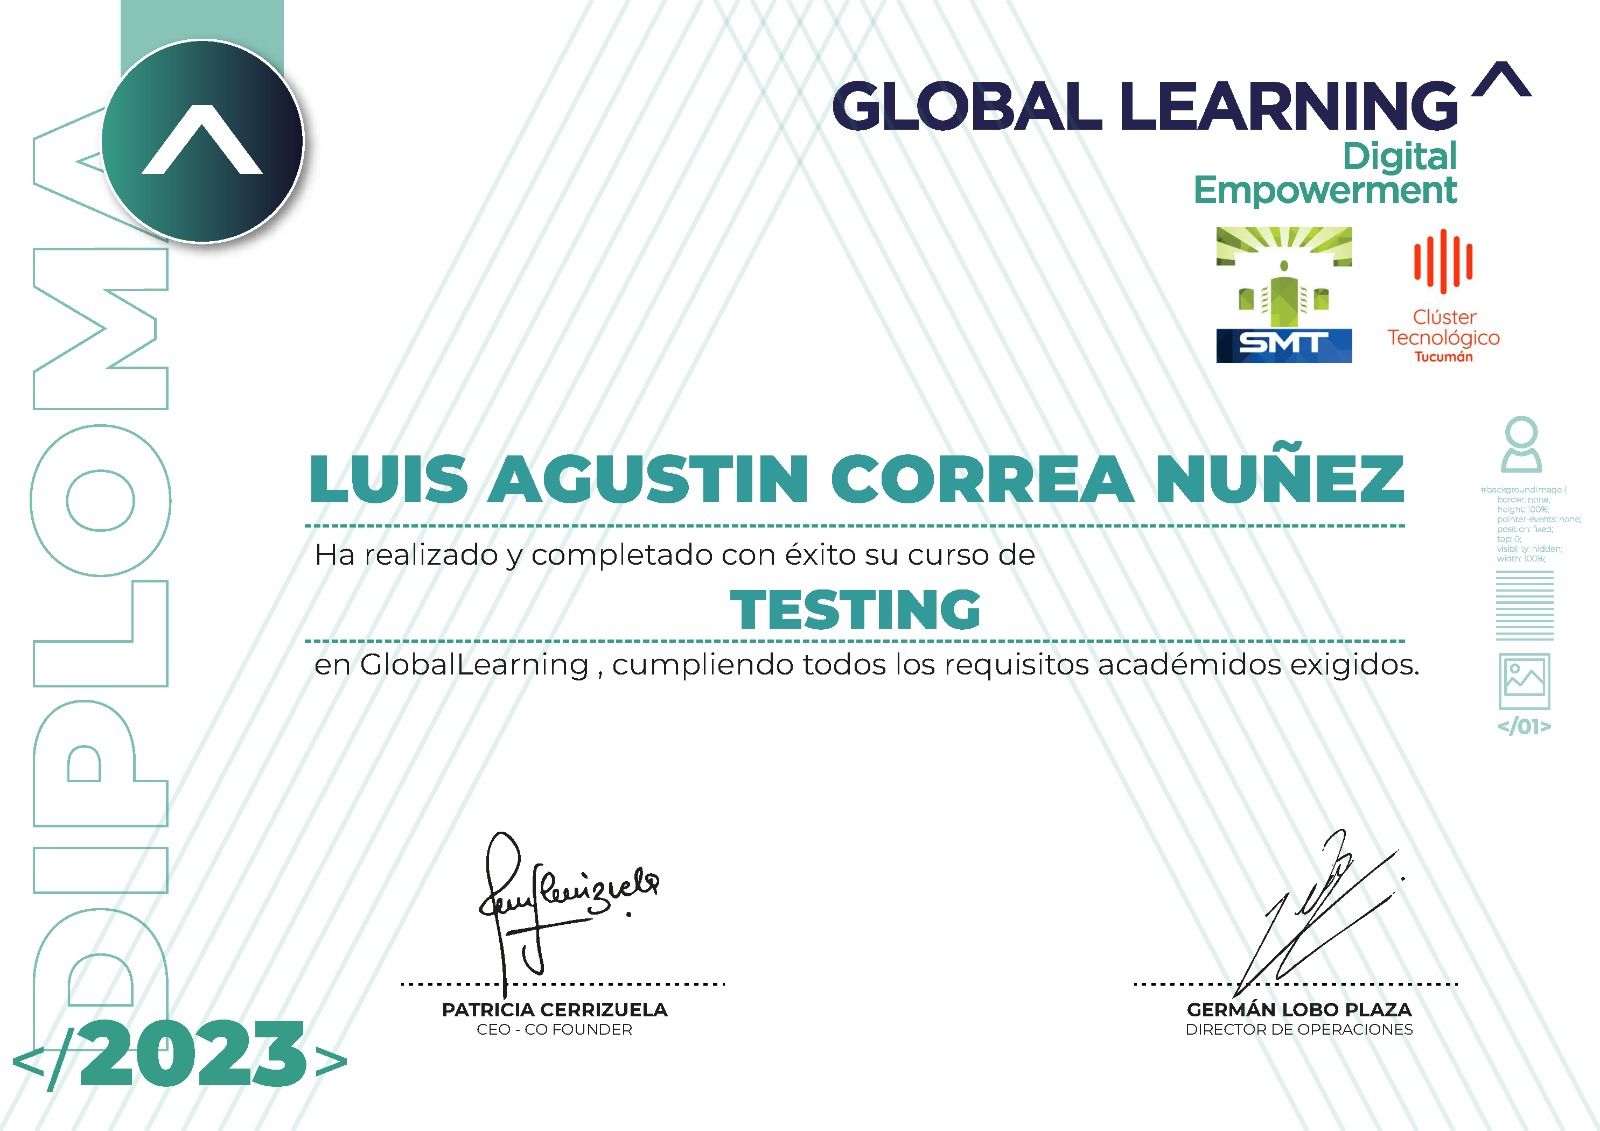 DIPLOMA
GLOBAL LEARNING
Digital
Empowerment
SMT
Clúster
Tecnológico
Tucumán
LUIS AGUSTIN CORREA NUÑEZ
Ha realizado y completado con éxito su curso de
TESTING
en GlobalLearning , cumpliendo todos los requisitos académidos exigidos.
#backgroundImage {
border: none;
height: 100%;
pointer-events: none;
position: fixed;
top: 0;
visibility: hidden;
width: 100%;
</01>
PATRICIA CERRIZUELA
CEO - CO FOUNDER
GERMÁN LOBO PLAZA
DIRECTOR DE OPERACIONES
</2023>